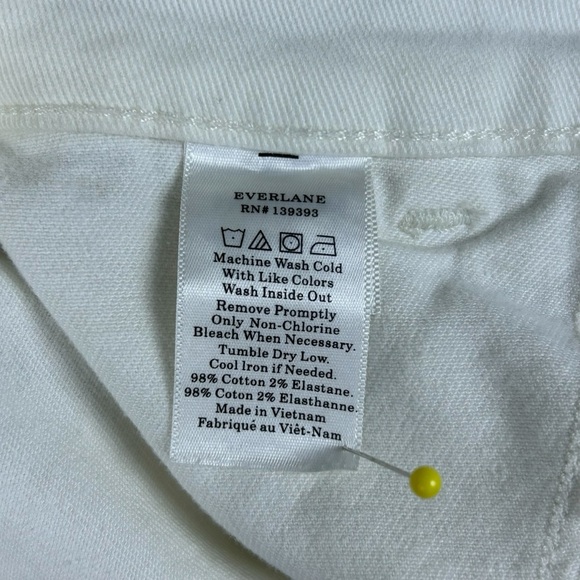 EVERLANE
RN# 139393
Machine Wash Cold
With Like Colors
Wash Inside Out
Remove Promptly
Only Non-Chlorine
Bleach When Necessary.
Tumble Dry Low.
Cool Iron if Needed.
98% Cotton 2% Elastane.
98% Coton 2% Elasthanne.
Made in Vietnam
Fabriqué au Viêt-Nam